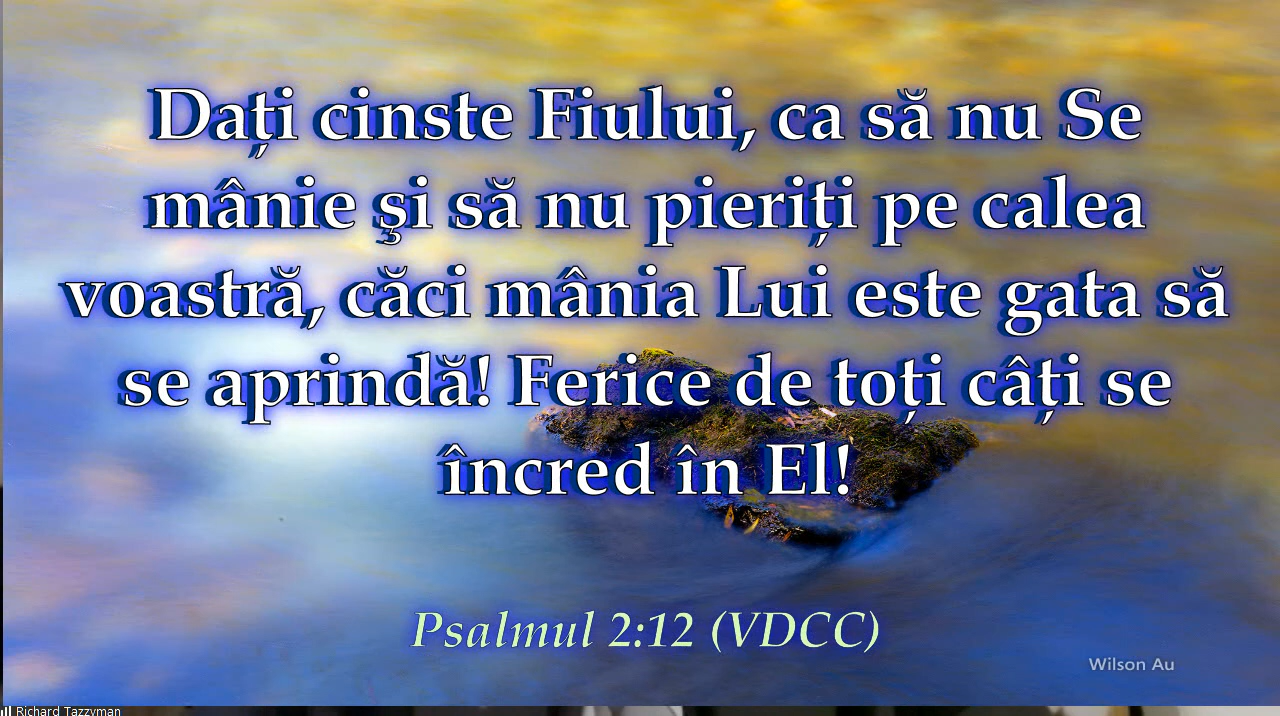 Dați cinste Fiului, ca să nu Se
mânie şi să nu pieriți pe calea
voastră, căci mânia Lui este gata să
se aprindă! Ferice de toți câți se
încred în El!
Psalmul 2:12 (VDCC)
Wilson Au
Richard Tazzyman